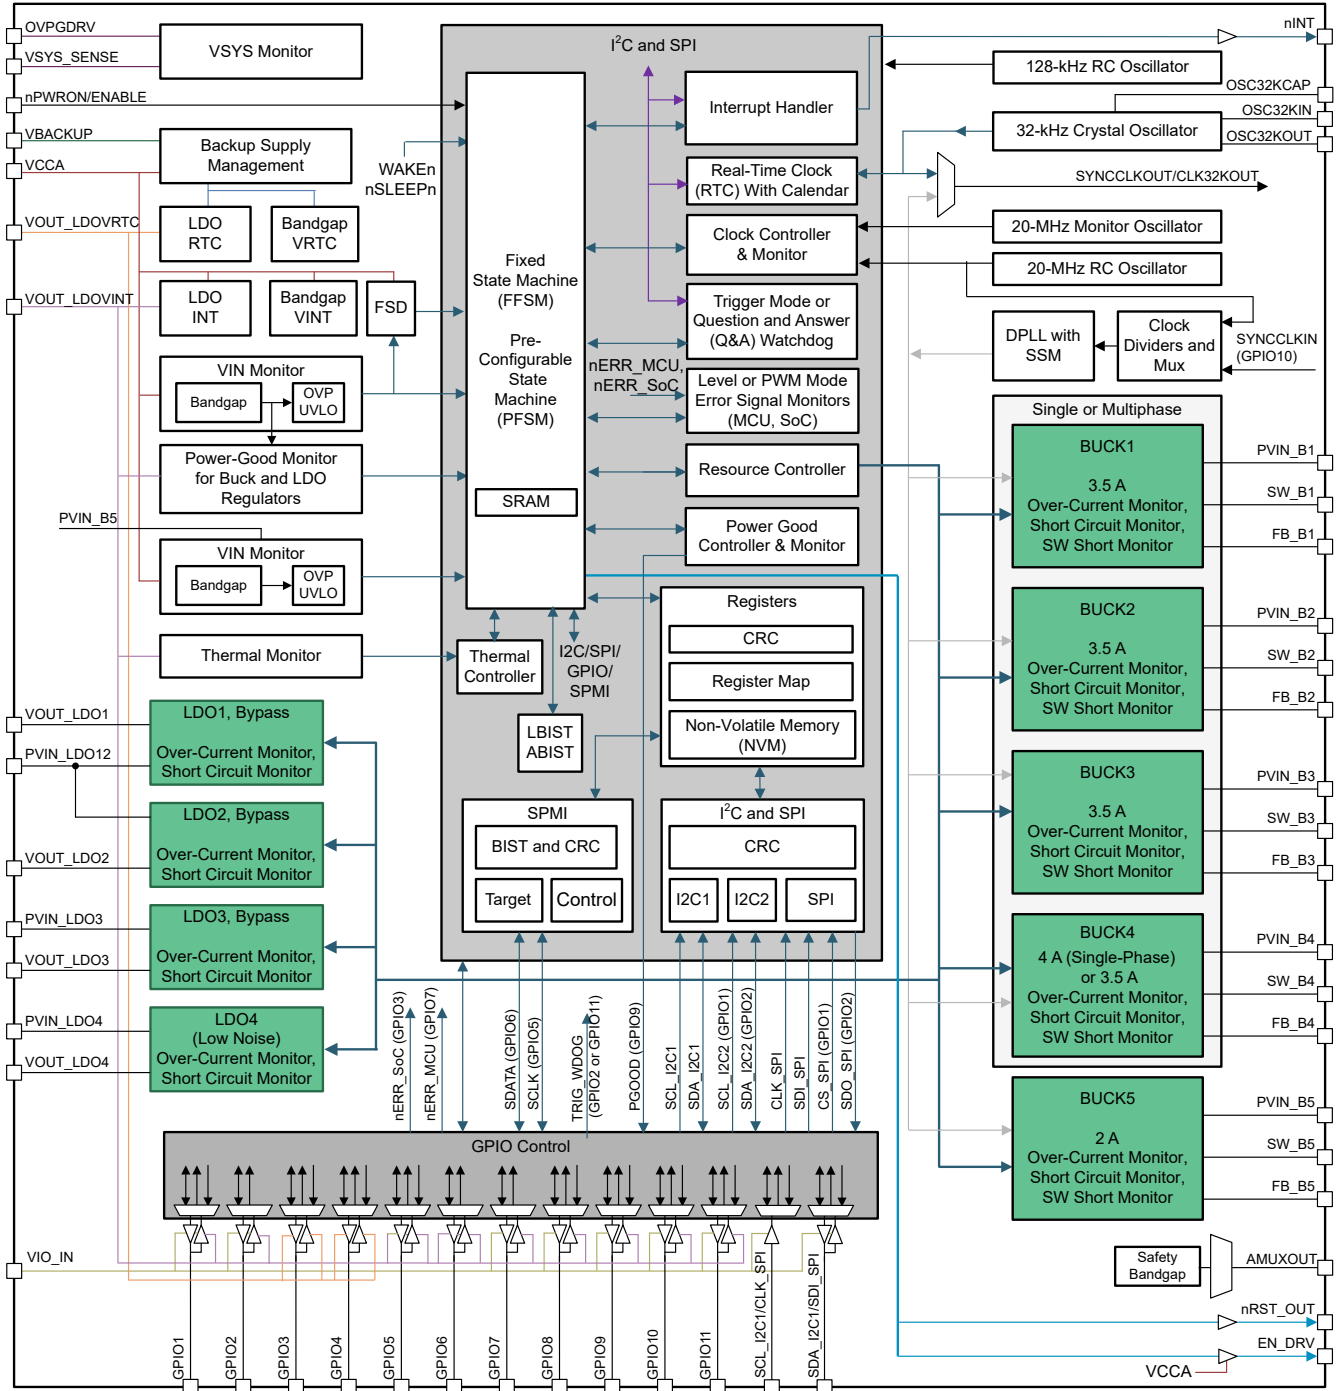 OVPGDRV
VSYS_SENSE
VSYS Monitor
nPWRON/ENABLE
VBACKUP
VCCA
Backup Supply
Management
VOUT_LDOVRTC
LDO
RTC
Bandgap
VRTC
VOUT_LDOVINT
LDO
INT
Bandgap
VINT
FSD
VIN Monitor
Bandgap
OVP
UVLO
Power-Good Monitor
for Buck and LDO
Regulators
PVIN_B5
VIN Monitor
Bandgap
OVP
UVLO
Thermal Monitor
VOUT_LDO1
PVIN_LDO12
LDO1, Bypass
Over-Current Monitor,
Short Circuit Monitor
VOUT_LDO2
LDO2, Bypass
Over-Current Monitor,
Short Circuit Monitor
PVIN_LDO3
VOUT_LDO3
LDO3, Bypass
Over-Current Monitor,
Short Circuit Monitor
PVIN_LDO4
VOUT_LDO4
LDO4
(Low Noise)
Over-Current Monitor,
Short Circuit Monitor
I²C and SPI
WAKEn
nSLEEPn
Fixed
State Machine
(FFSM)
Pre-
Configurable
State
Machine
(PFSM)
SRAM
Interrupt Handler
Real-Time Clock
(RTC) With Calendar
Clock Controller
& Monitor
Trigger Mode or
Question and Answer
(Q&A) Watchdog
nERR_MCU,
nERR_SoC
Level or PWM Mode
Error Signal Monitors
(MCU, SoC)
Resource Controller
Power Good
Controller & Monitor
Thermal
Controller
I2C/SPI/
GPIO/
SPMI
LBIST
ABIST
Registers
CRC
Register Map
Non-Volatile Memory
(NVM)
SPMI
BIST and CRC
Target
Control
I²C and SPI
CRC
I2C1
I2C2
SPI
nINT
128-kHz RC Oscillator
OSC32KCAP
OSC32KIN
OSC32KOUT
32-kHz Crystal Oscillator
SYNCCLKOUT/CLK32KOUT
20-MHz Monitor Oscillator
20-MHz RC Oscillator
DPLL with
SSM
Clock
Dividers and
Mux
SYNCCLKIN
(GPIO10)
Single or Multiphase
BUCK1
3.5 A
Over-Current Monitor,
Short Circuit Monitor,
SW Short Monitor
PVIN_B1
SW_B1
FB_B1
BUCK2
3.5 A
Over-Current Monitor,
Short Circuit Monitor,
SW Short Monitor
PVIN_B2
SW_B2
FB_B2
BUCK3
3.5 A
Over-Current Monitor,
Short Circuit Monitor,
SW Short Monitor
PVIN_B3
SW_B3
FB_B3
BUCK4
4 A (Single-Phase)
or 3.5 A
Over-Current Monitor,
Short Circuit Monitor,
SW Short Monitor
PVIN_B4
SW_B4
FB_B4
BUCK5
2 A
Over-Current Monitor,
Short Circuit Monitor,
SW Short Monitor
PVIN_B5
SW_B5
FB_B5
nERR_SoC (GPIO3)
nERR_MCU (GPIO7)
SDATA (GPIO6)
SCLK (GPIO5)
TRIG_WDOG
(GPIO2 or GPIO11)
PGOOD (GPIO9)
SCL_I2C1
SDA_I2C1
SCL_I2C2 (GPIO1)
SDA_I2C2 (GPIO2)
CLK_SPI
SDI_SPI
CS_SPI (GPIO1)
SDO_SPI (GPIO2)
GPIO Control
VIO_IN
GPIO1
GPIO2
GPIO3
GPIO4
GPIO5
GPIO6
GPIO7
GPIO8
GPIO9
GPIO10
GPIO11
SCL_I2C1/CLK_SPI
SDA_I2C1/SDI_SPI
Safety
Bandgap
AMUXOUT
nRST_OUT
EN_DRV
VCCA